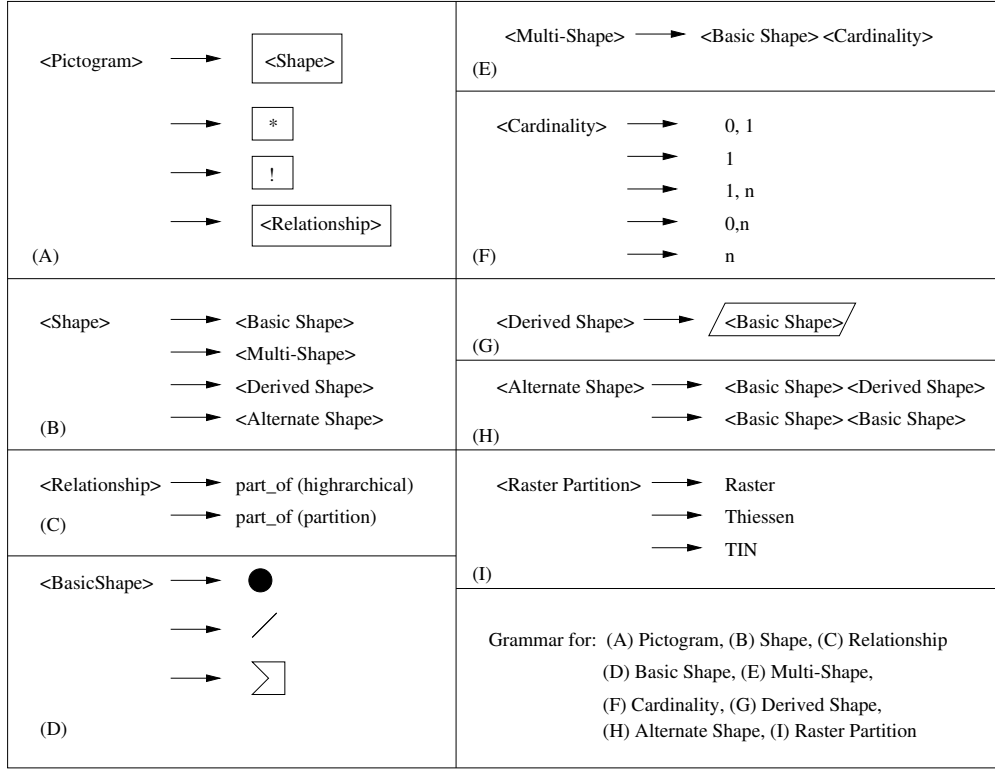 <Pictogram> <Shape>
*
!
<Relationship>
(A)
<Shape> <Basic Shape>
<Multi-Shape>
<Derived Shape>
<Alternate Shape>
(B)
<Relationship> part_of (highrarchical)
part_of (partition)
(C)
<BasicShape>
(D)
<Multi-Shape> <Basic Shape> <Cardinality>
(E)
<Cardinality> 0, 1
1
1, n
0,n
n
(F)
<Derived Shape> <Basic Shape>
(G)
<Alternate Shape> <Basic Shape> <Derived Shape>
<Basic Shape> <Basic Shape>
(H)
<Raster Partition> Raster
Thiessen
TIN
(I)
Grammar for: (A) Pictogram, (B) Shape, (C) Relationship
(D) Basic Shape, (E) Multi-Shape,
(F) Cardinality, (G) Derived Shape,
(H) Alternate Shape, (I) Raster Partition